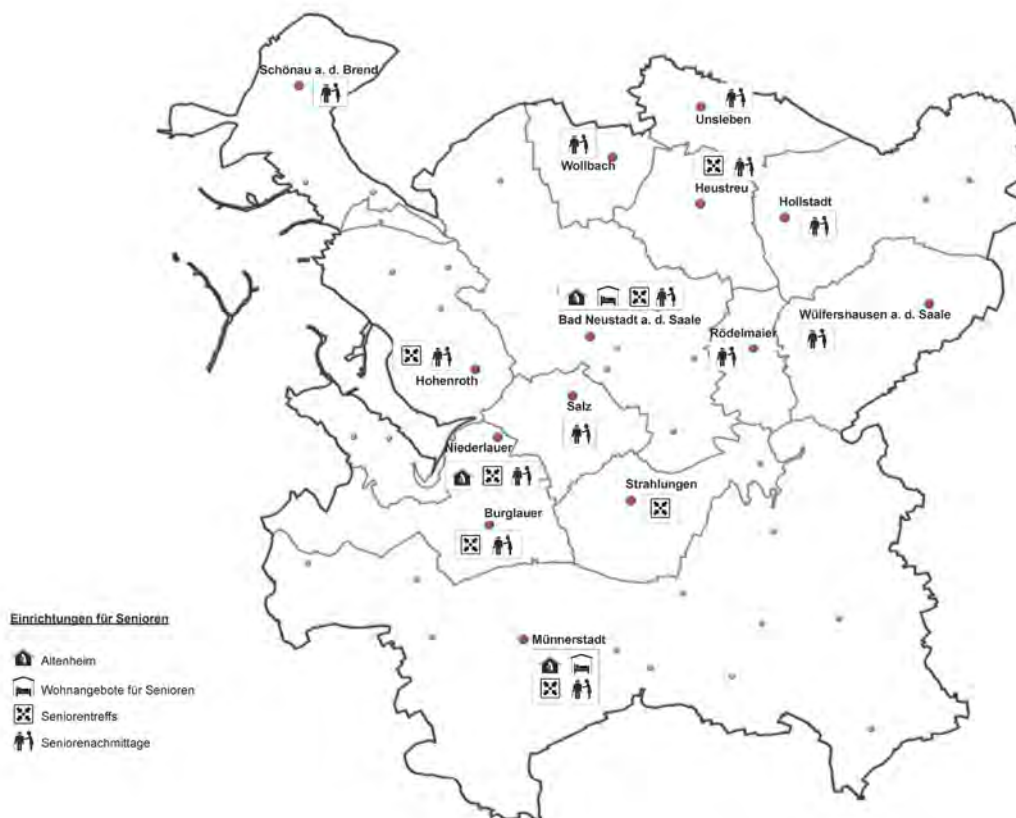 Schönau a. d. Brend
Unsleben
Wollbach
Heustreu
Hollstadt
Bad Neustadt a. d. Saale
Wülfershausen a. d. Saale
Rödelmaier
Hohenroth
Salz
Niederlauer
Strahlungen
Burglauer
Münnerstadt
Einrichtungen für Senioren
Altenheim
Wohnangebote für Senioren
Seniorentreffs
Seniorenachmittage